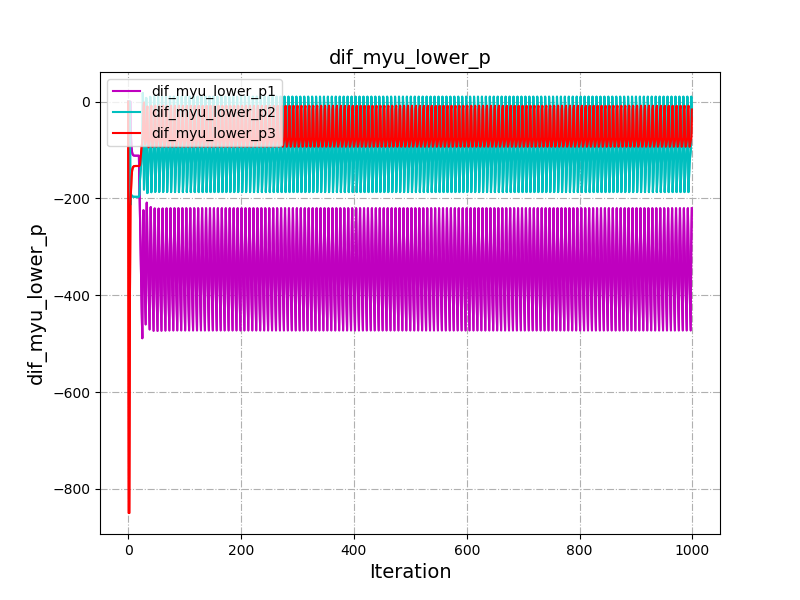 dif_myu_lower_p
dif_myu_lower_p1
dif_myu_lower_p2
dif_myu_lower_p3
0
−200
−400
−600
−800
dif_myu_lower_p
0 200 400 600 800 1000
Iteration